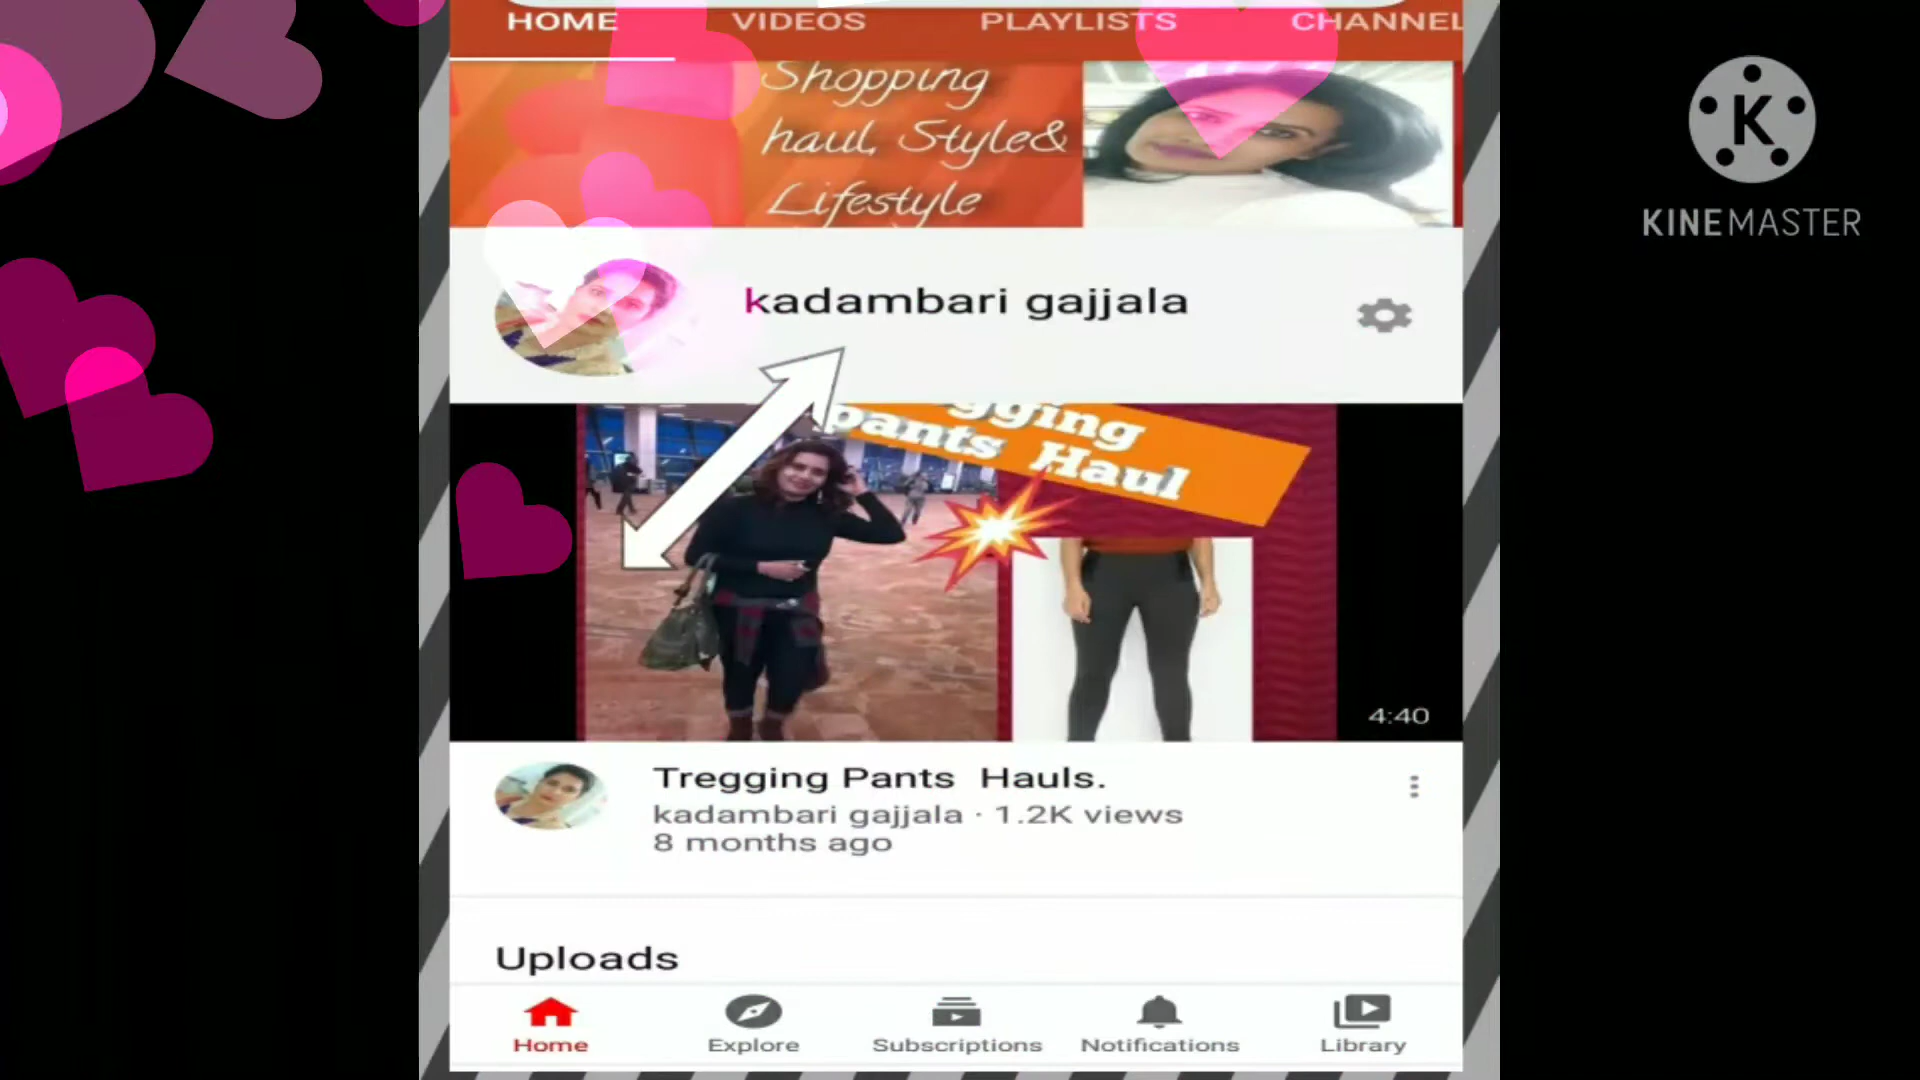 HOME VIDEOS PLAYLISTS CHANNEL
Shopping
haul, Style&
Lifestyle
kadambari gajjala
gging
pants Haul
4:40
Tregging Pants Hauls.
kadambari gajjala · 1.2K views
8 months ago
Uploads
Home Explore Subscriptions Notifications Library
K
KINEMASTER